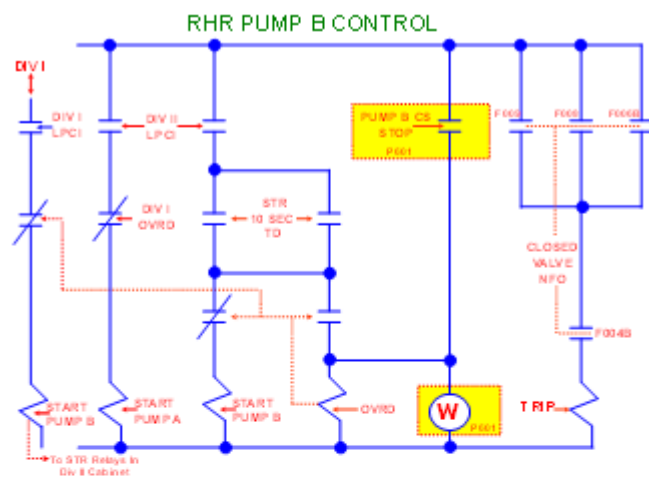 RHR PUMP B CONTROL
DIV I
DIV I
LPCI
DIV II
LPCI
PUMP B CS
STOP
P001
F009
F008
F006B
DIV I
OVRD
STR
10 SEC
TD
CLOSED
VALVE
NFO
F004B
START
PUMP B
START
PUMP A
START
PUMP B
OVRD
W
P001
TRIP
To STR Relays In
Div II Cabinet